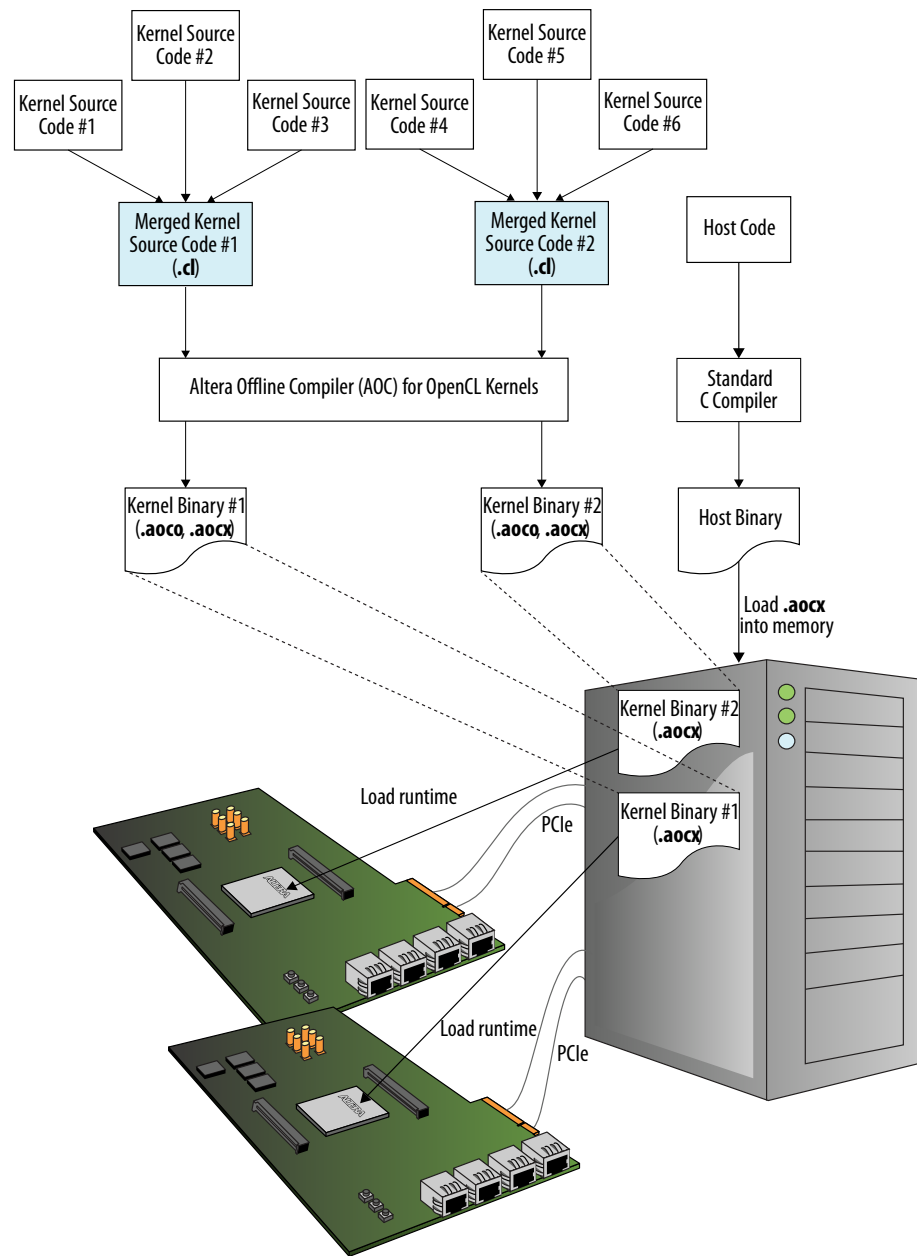 Kernel Source
Code #2
Kernel Source
Code #5
Kernel Source
Code #1
Kernel Source
Code #3
Kernel Source
Code #4
Kernel Source
Code #6
Merged Kernel
Source Code #1
(.cl)
Merged Kernel
Source Code #2
(.cl)
Host Code
Altera Offline Compiler (AOC) for OpenCL Kernels
Standard
C Compiler
Kernel Binary #1
(.aoco, .aocx)
Kernel Binary #2
(.aoco, .aocx)
Host Binary
Load .aocx
into memory
Kernel Binary #2
(.aocx)
Load runtime
PCIe
Kernel Binary #1
(.aocx)
ALTERA
Load runtime
PCIe
ALTERA